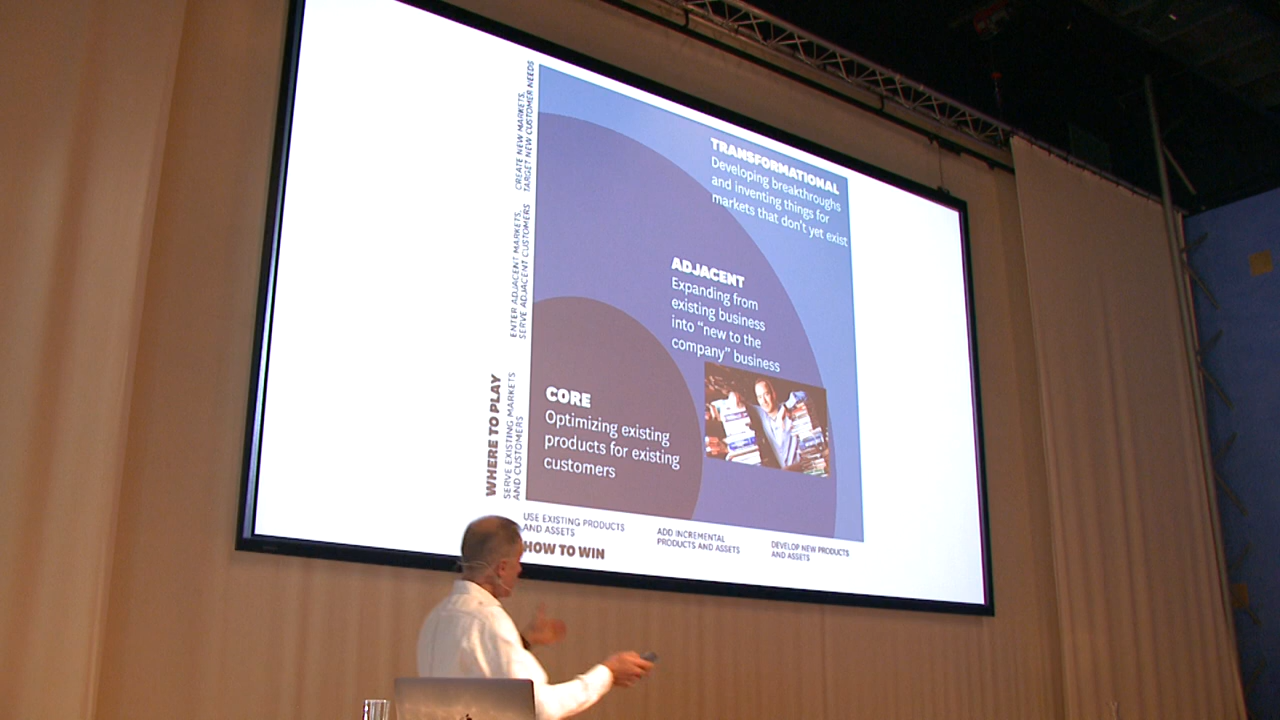 CREATE NEW MARKETS,
TARGET NEW CUSTOMER NEEDS
ENTER ADJACENT MARKETS,
SERVE ADJACENT CUSTOMERS
WHERE TO PLAY
SERVE EXISTING MARKETS
AND CUSTOMERS
TRANSFORMATIONAL
Developing breakthroughs
and inventing things for
markets that don't yet exist
ADJACENT
Expanding from
existing business
into “new to the
company” business
CORE
Optimizing existing
products for existing
customers
USE EXISTING PRODUCTS
AND ASSETS
ADD INCREMENTAL
PRODUCTS AND ASSETS
DEVELOP NEW PRODUCTS
AND ASSETS
HOW TO WIN